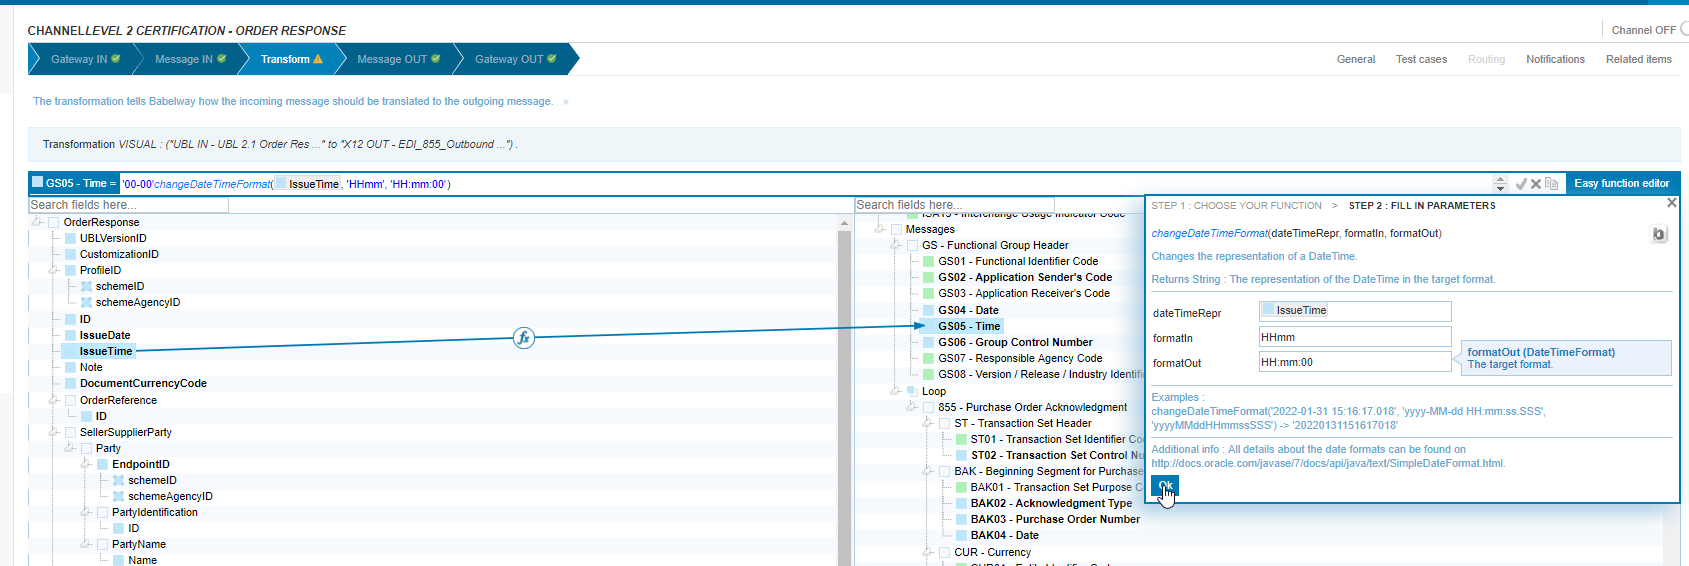 CHANNEL LEVEL 2 CERTIFICATION - ORDER RESPONSE
Channel OFF
Gateway IN
Message IN
Transform
Message OUT
Gateway OUT
General
Test cases
Routing
Notifications
Related items
The transformation tells Babelway how the incoming message should be translated to the outgoing message. ×
Transformation VISUAL : ("UBL IN - UBL 2.1 Order Res ..." to "X12 OUT - EDI_855_Outbound ...") .
GS05 - Time = '00-00'changeDateTimeFormat( IssueTime, 'HHmm', 'HH:mm:00')
Easy function editor
Search fields here...
OrderResponse
UBLVersionID
CustomizationID
ProfileID
schemeID
schemeAgencyID
ID
IssueDate
IssueTime
Note
DocumentCurrencyCode
OrderReference
ID
SellerSupplierParty
Party
EndpointID
schemeID
schemeAgencyID
PartyIdentification
ID
PartyName
Name
fx
Search fields here...
Messages
GS - Functional Group Header
GS01 - Functional Identifier Code
GS02 - Application Sender's Code
GS03 - Application Receiver's Code
GS04 - Date
GS05 - Time
GS06 - Group Control Number
GS07 - Responsible Agency Code
GS08 - Version / Release / Industry Identifi
Loop
855 - Purchase Order Acknowledgment
ST - Transaction Set Header
ST01 - Transaction Set Identifier Co
ST02 - Transaction Set Control Nu
BAK - Beginning Segment for Purchase
BAK01 - Transaction Set Purpose C
BAK02 - Acknowledgment Type
BAK03 - Purchase Order Number
BAK04 - Date
CUR - Currency
STEP 1 : CHOOSE YOUR FUNCTION > STEP 2 : FILL IN PARAMETERS
changeDateTimeFormat(dateTimeRepr, formatIn, formatOut)
Changes the representation of a DateTime.
Returns String : The representation of the DateTime in the target format.
dateTimeRepr IssueTime
formatIn HHmm
formatOut HH:mm:00
formatOut (DateTimeFormat)
The target format.
Examples :
changeDateTimeFormat('2022-01-31 15:16:17.018', 'yyyy-MM-dd HH:mm:ss.SSS',
'yyyyMMddHHmmssSSS') -> '20220131151617018'
Additional info : All details about the date formats can be found on
http://docs.oracle.com/javase/7/docs/api/java/text/SimpleDateFormat.html.
Ok